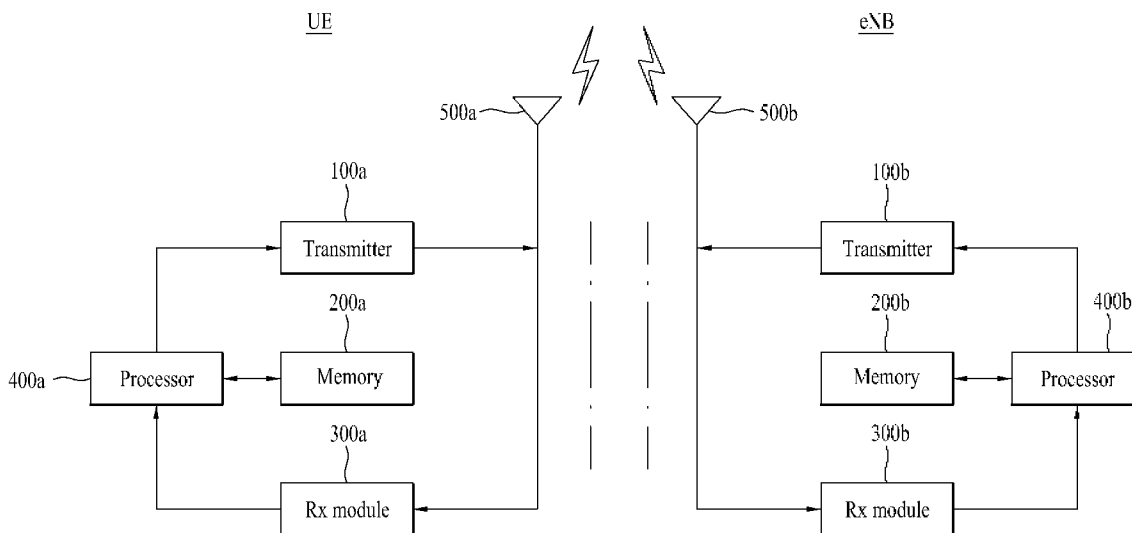 UE
eNB
500a
500b
100a
100b
Transmitter
Transmitter
200a
200b
400b
400a
Processor
Memory
Memory
Processor
300a
300b
Rx module
Rx module